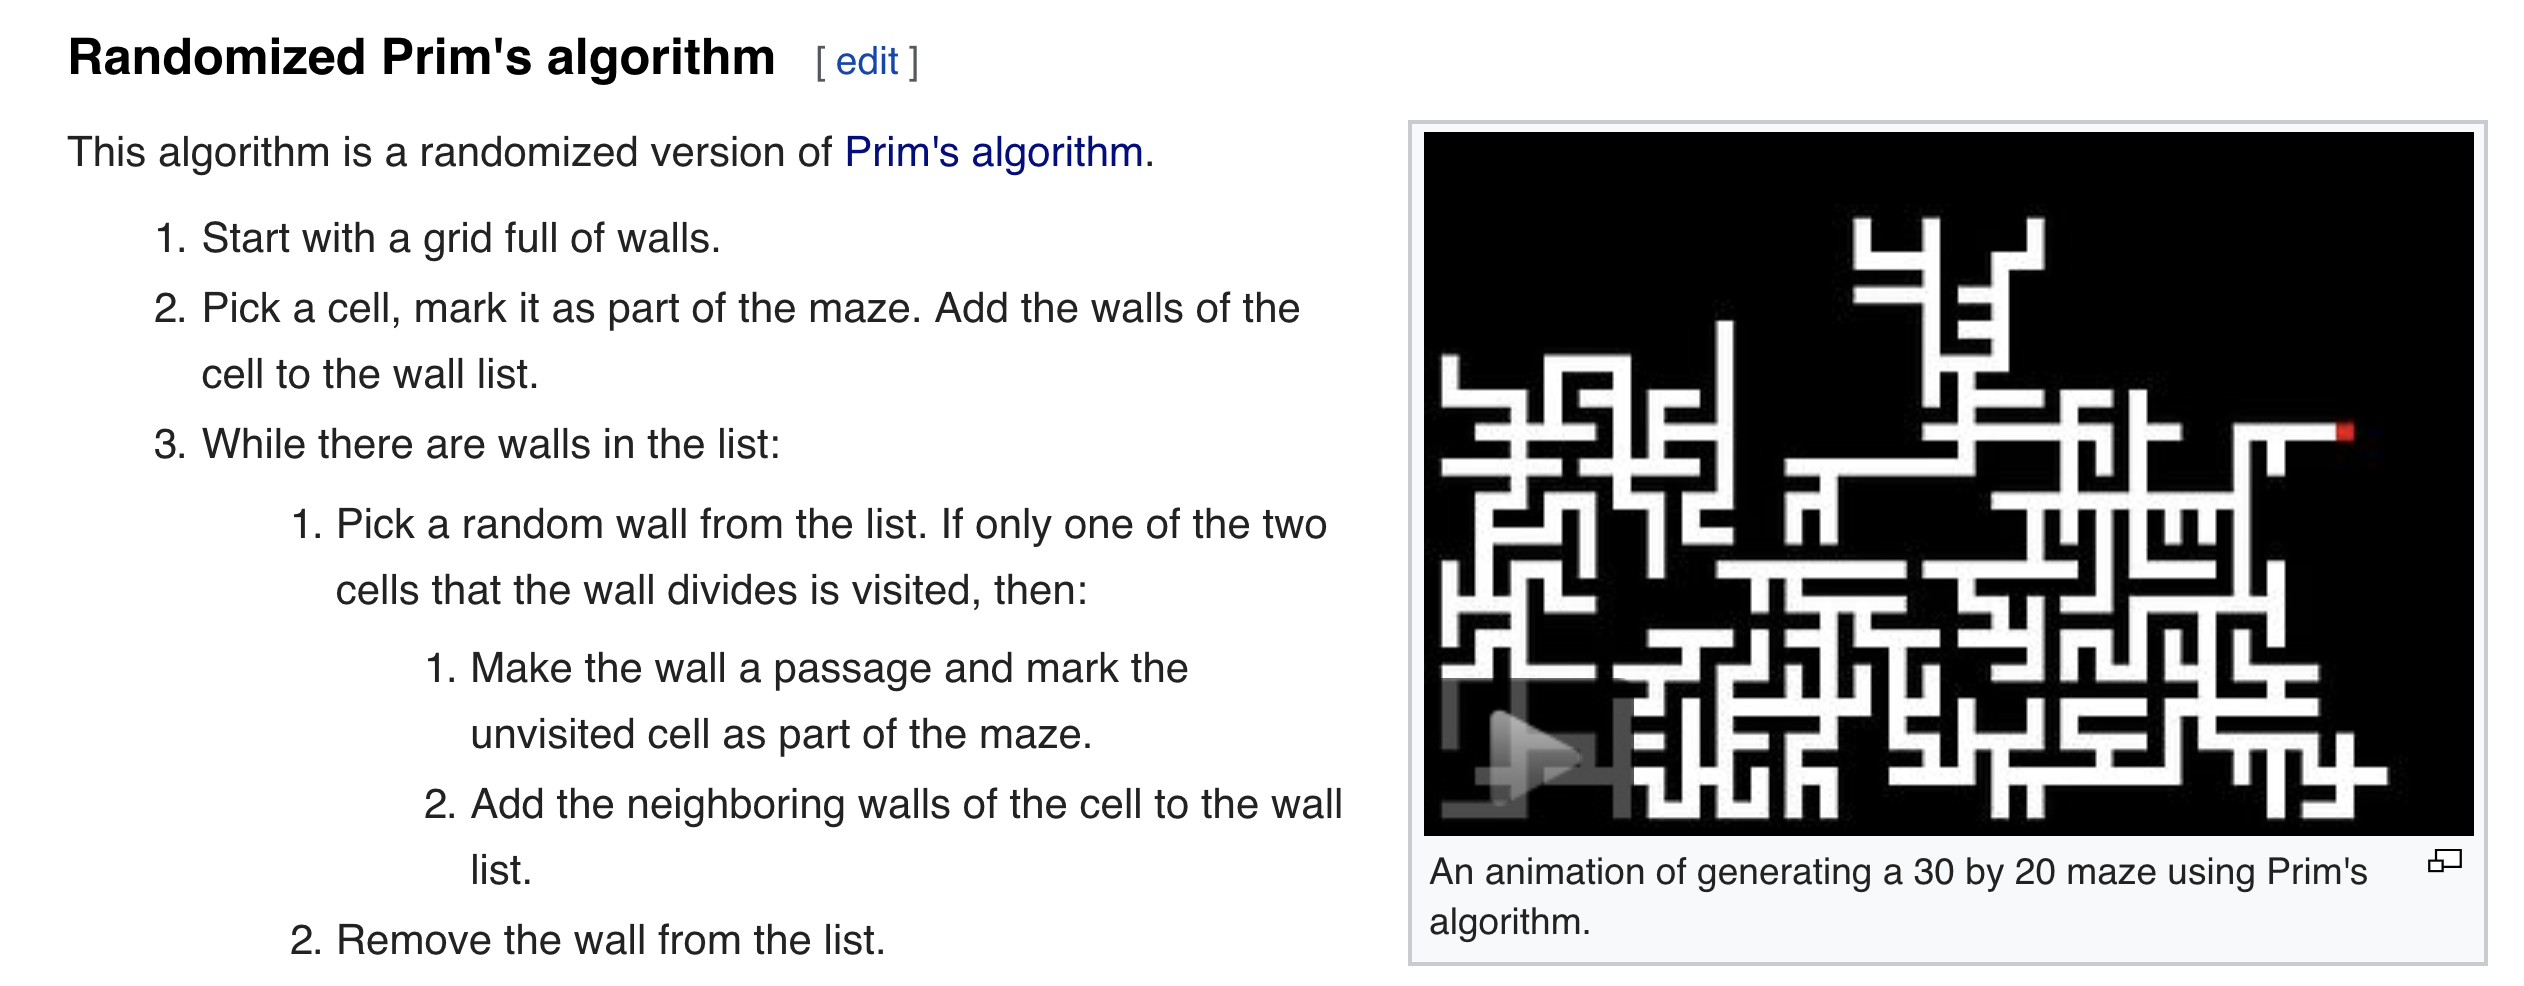 Randomized Prim's algorithm [ edit ]
This algorithm is a randomized version of Prim's algorithm.
1. Start with a grid full of walls.
2. Pick a cell, mark it as part of the maze. Add the walls of the
cell to the wall list.
3. While there are walls in the list:
1. Pick a random wall from the list. If only one of the two
cells that the wall divides is visited, then:
1. Make the wall a passage and mark the
unvisited cell as part of the maze.
2. Add the neighboring walls of the cell to the wall
list.
2. Remove the wall from the list.
An animation of generating a 30 by 20 maze using Prim's
algorithm.